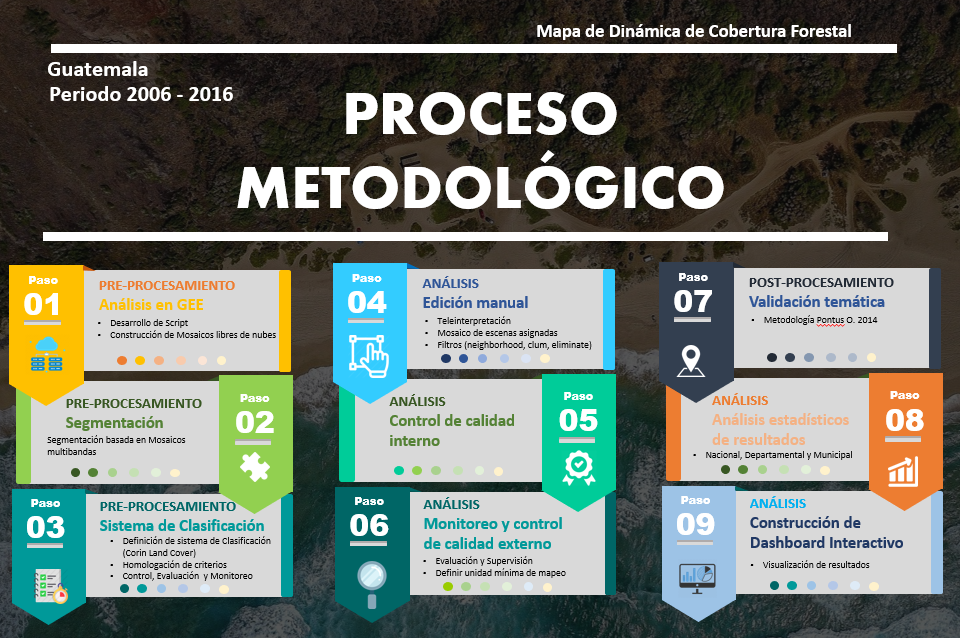 Mapa de Dinámica de Cobertura Forestal
Guatemala
Periodo 2006 - 2016
PROCESO
METODOLÓGICO
Paso
01
PRE-PROCESAMIENTO
Análisis en GEE
• Desarrollo de Script
• Construcción de Mosaicos libres de nubes
PRE-PROCESAMIENTO
Segmentación
Segmentación basada en Mosaicos
multibandas
Paso
02
Paso
03
PRE-PROCESAMIENTO
Sistema de Clasificación
• Definición de sistema de Clasificación
(Corin Land Cover)
• Homologación de criterios
• Control, Evaluación y Monitoreo
Paso
04
ANÁLISIS
Edición manual
• Teleinterpretación
• Mosaico de escenas asignadas
• Filtros (neighborhood, clum, eliminate)
ANÁLISIS
Control de calidad
interno
Paso
05
Paso
06
ANÁLISIS
Monitoreo y control
de calidad externo
• Evaluación y Supervisión
• Definir unidad mínima de mapeo
Paso
07
POST-PROCESAMIENTO
Validación temática
• Metodología Pontus O. 2014
ANÁLISIS
Análisis estadísticos
de resultados
• Nacional, Departamental y Municipal
Paso
08
Paso
09
ANÁLISIS
Construcción de
Dashboard Interactivo
• Visualización de resultados